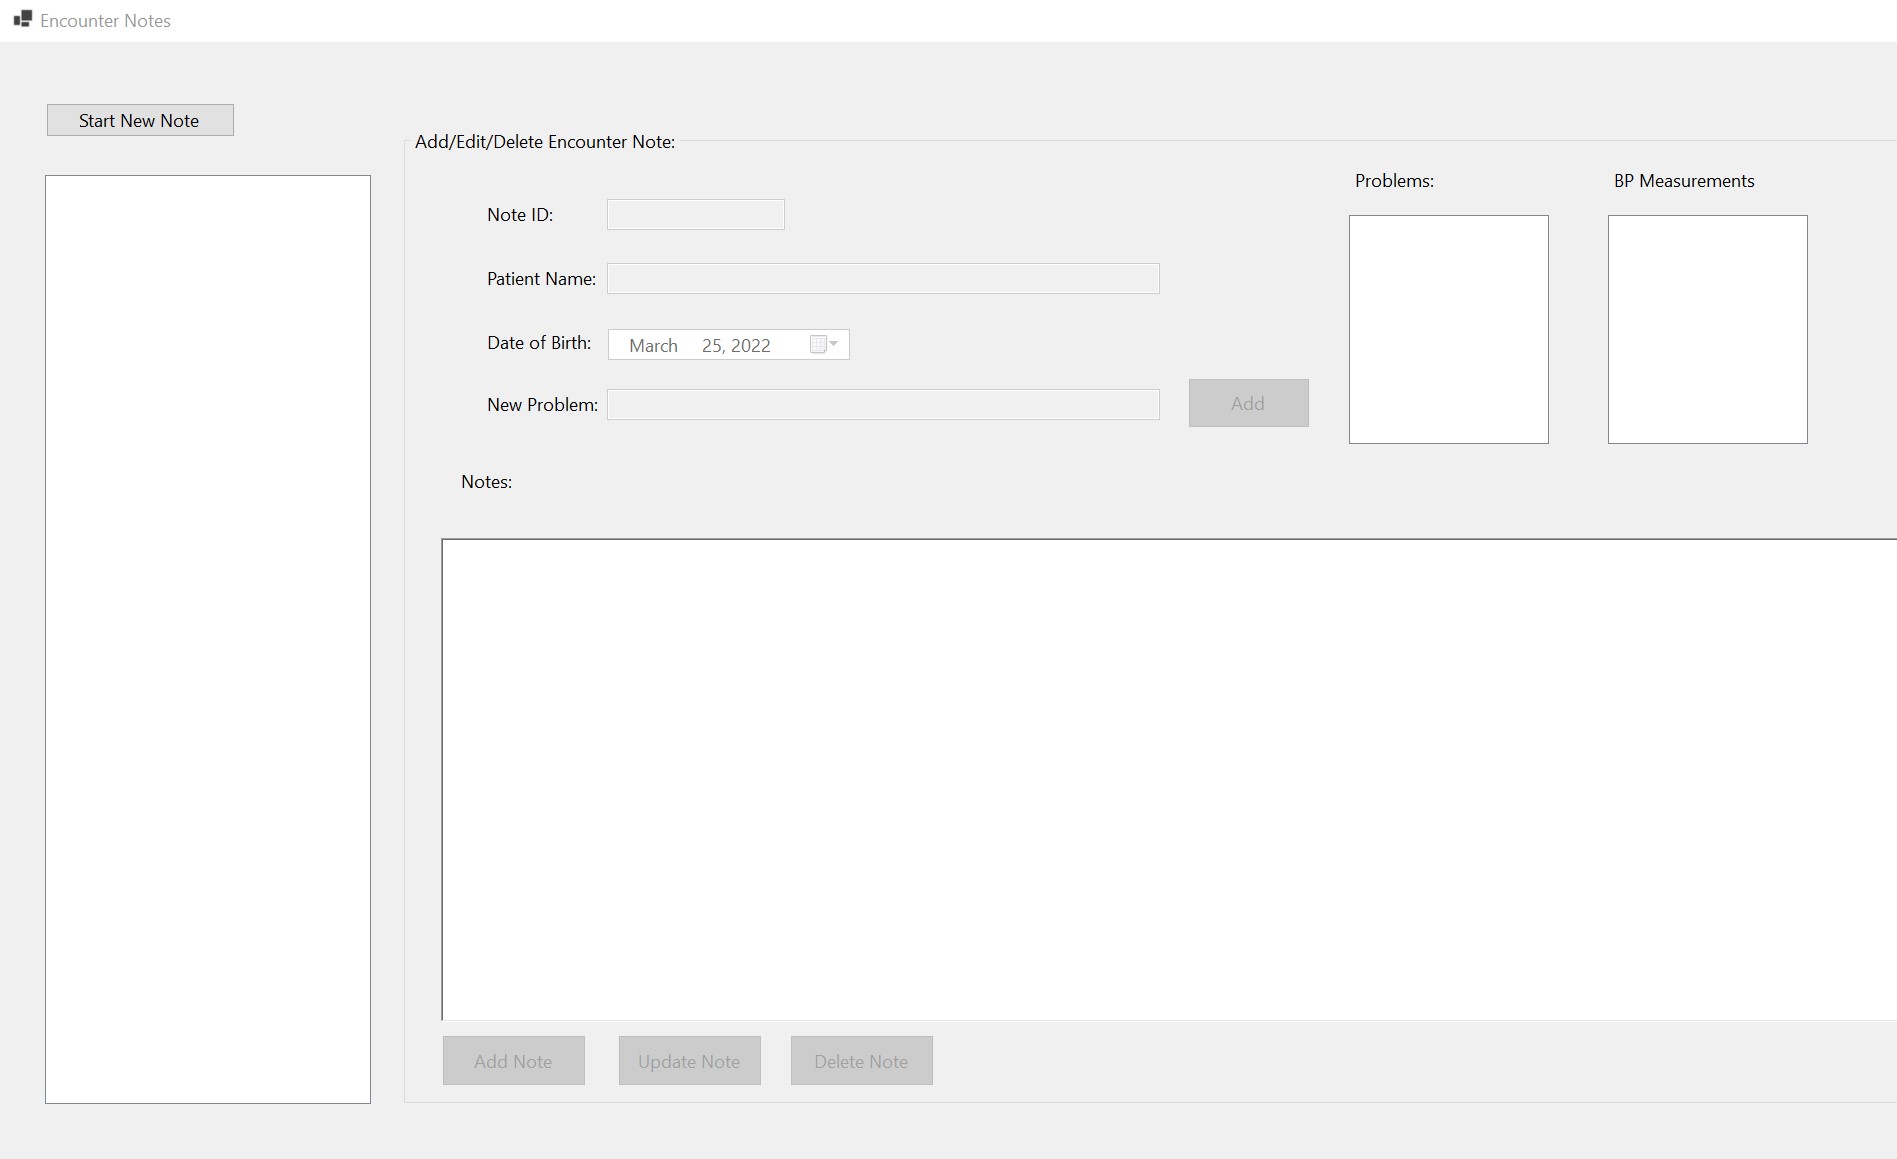 Encounter Notes
Start New Note
Add/Edit/Delete Encounter Note:
Problems:
BP Measurements
Note ID:
Patient Name:
Date of Birth:
March 25, 2022
New Problem:
Add
Notes:
Add Note
Update Note
Delete Note